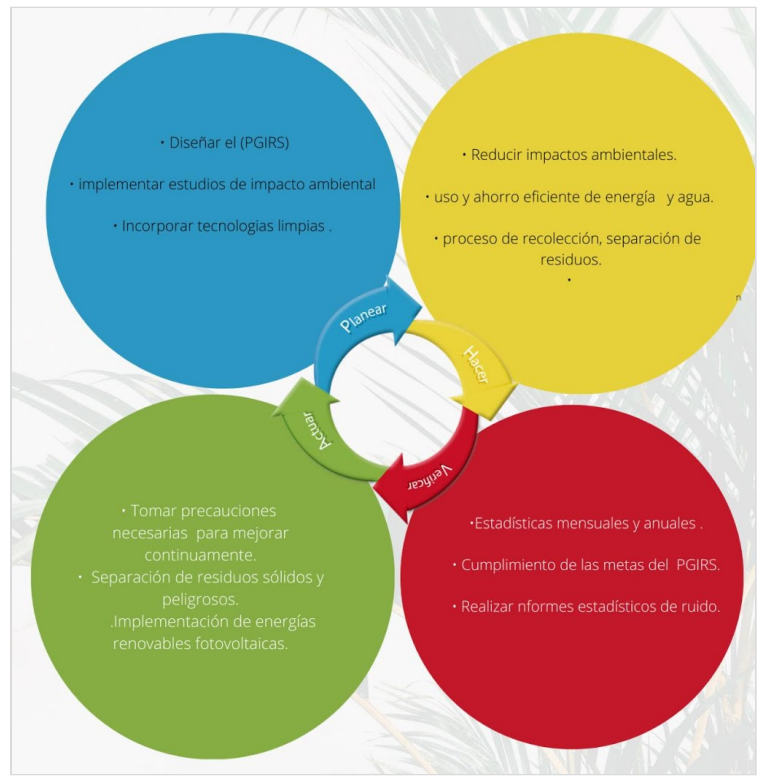 • Diseñar el (PGIRS)
• implementar estudios de impacto ambiental
• Incorporar tecnologias limpias .
• Reducir impactos ambientales.
• uso y ahorro eficiente de energía y agua.
• proceso de recolección, separación de
residuos.
•
n
Planear
Hacer
Verificar
Actuar
• Tomar precauciones
necesarias para mejorar
continuamente.
• Separación de residuos sólidos y
peligrosos.
.Implementación de energías
renovables fotovoltaicas.
•Estadísticas mensuales y anuales .
• Cumplimiento de las metas del PGIRS.
• Realizar nformes estadísticos de ruido.